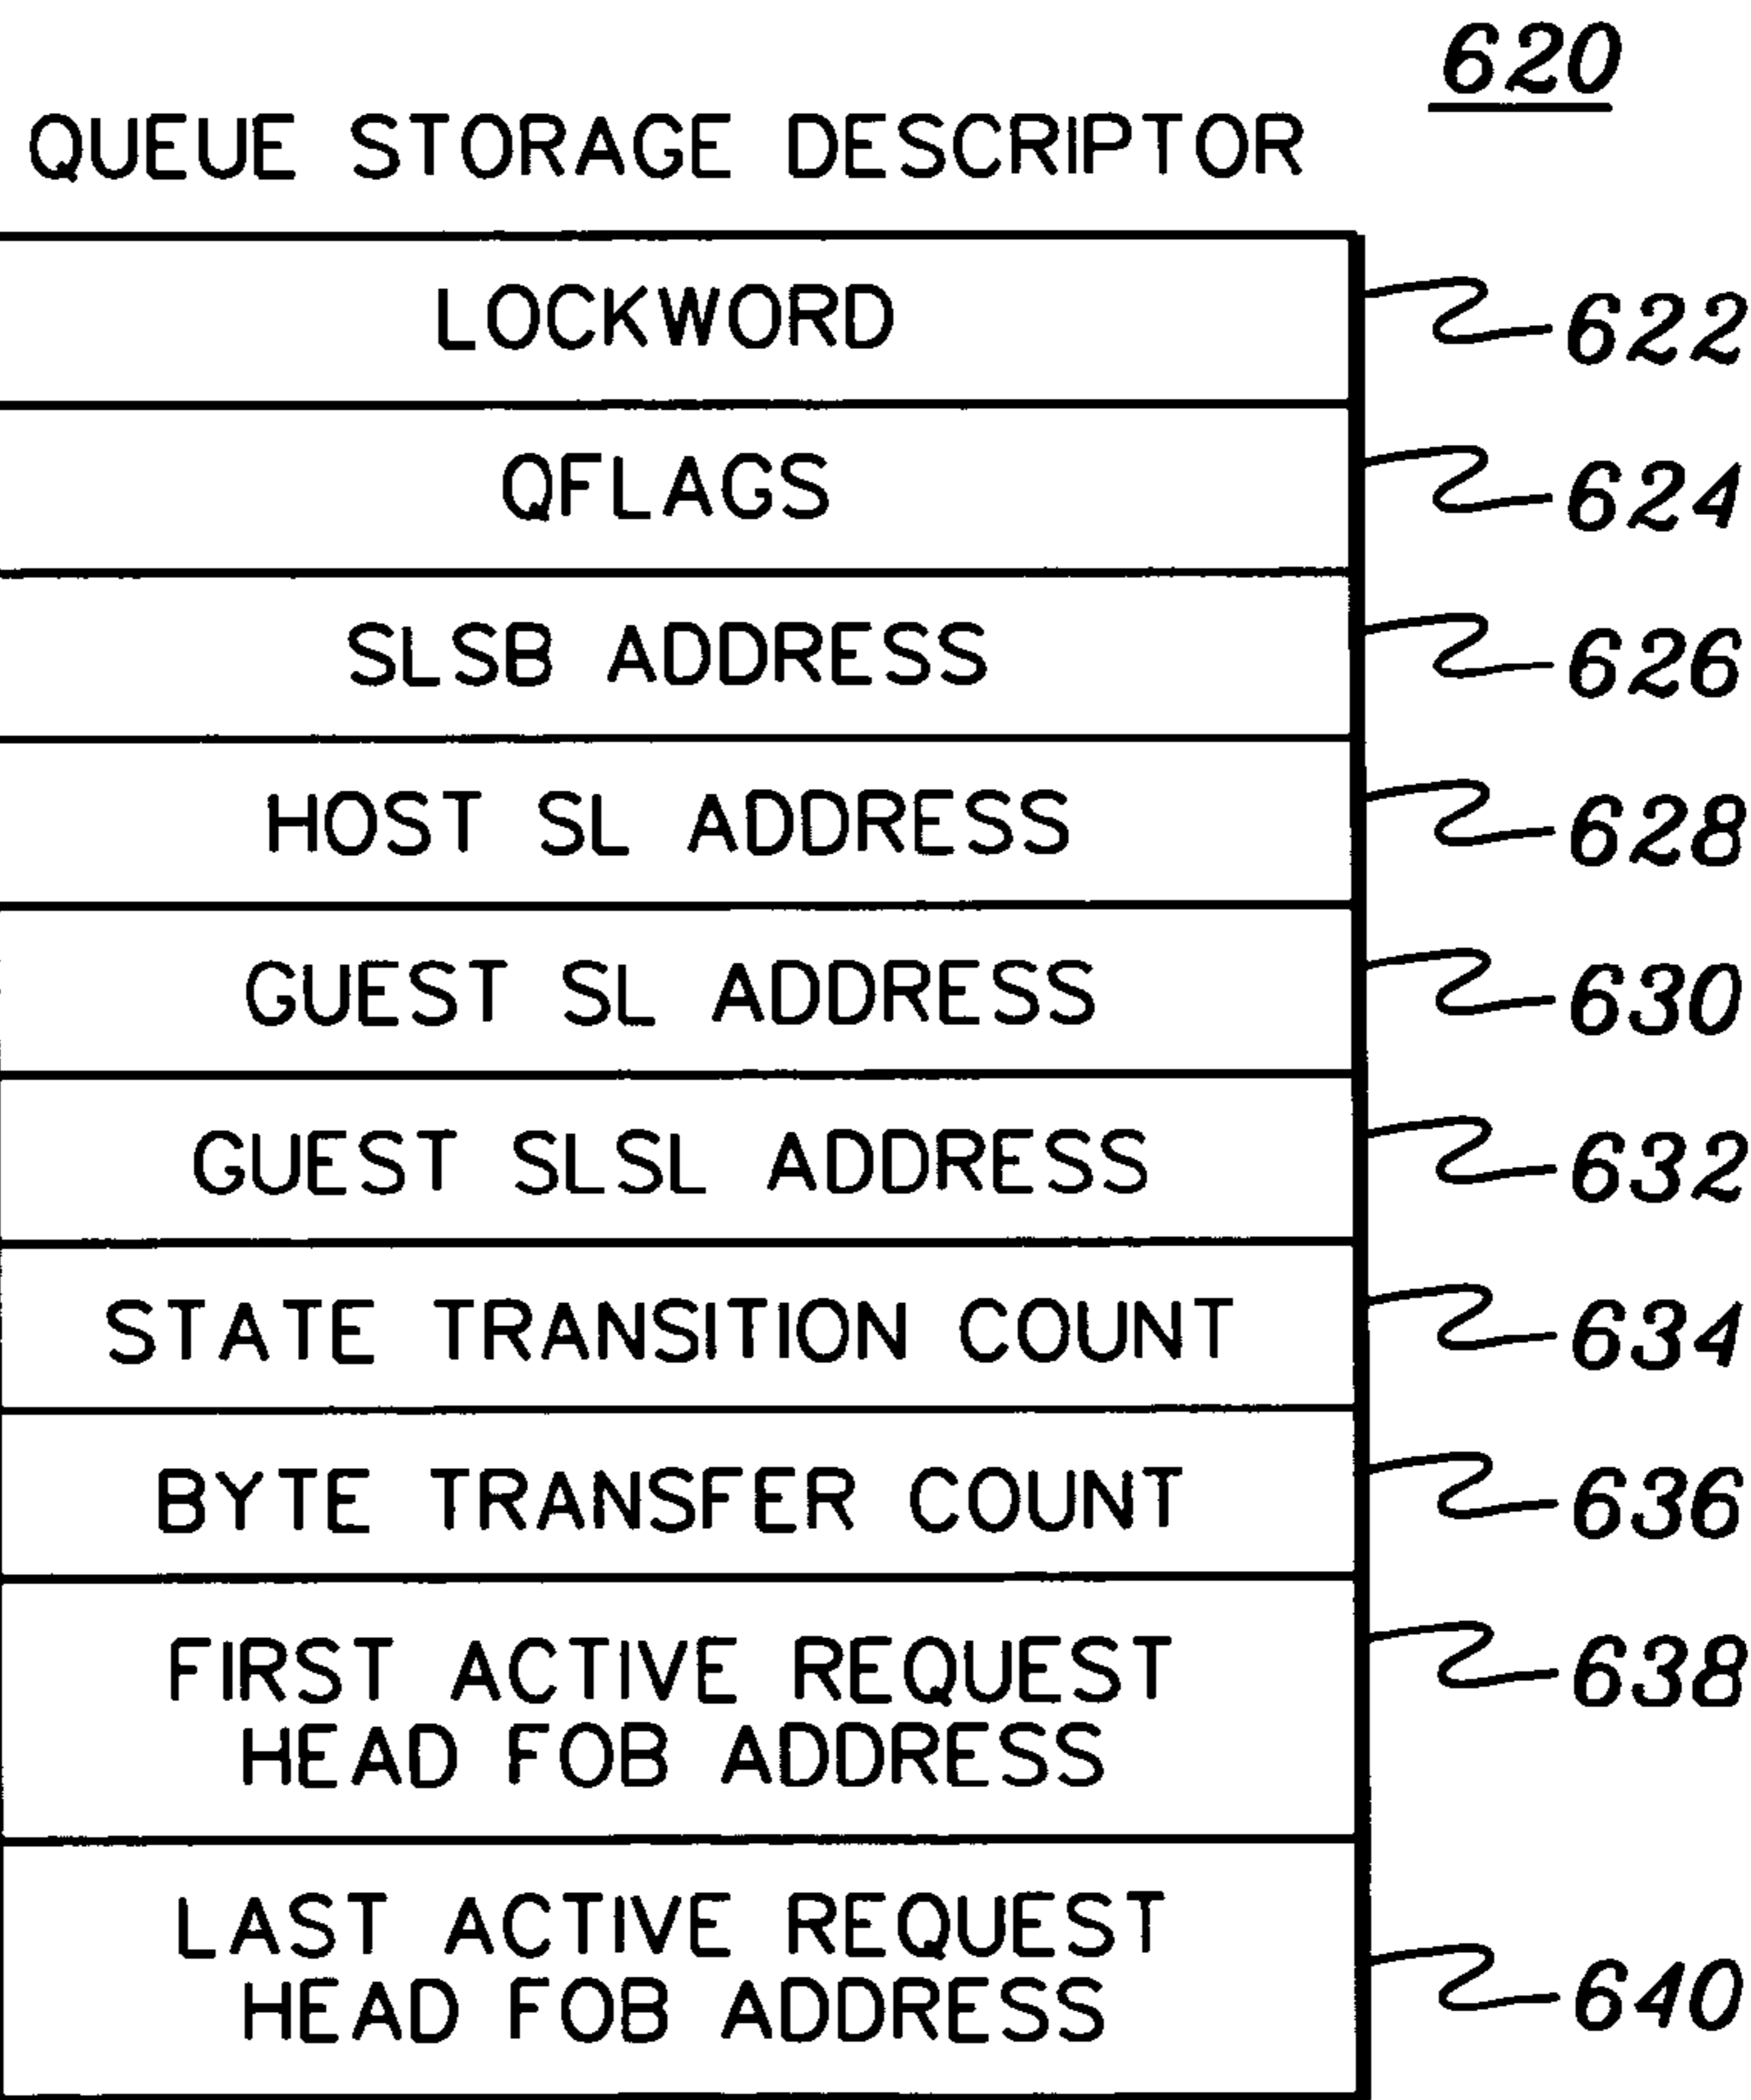 620
QUEUE STORAGE DESCRIPTOR
LOCKWORD
622
QFLAGS
624
SLSB ADDRESS
626
HOST SL ADDRESS
628
GUEST SL ADDRESS
630
GUEST SLSL ADDRESS
632
STATE TRANSITION COUNT
634
BYTE TRANSFER COUNT
636
FIRST ACTIVE REQUEST
HEAD FOB ADDRESS
638
LAST ACTIVE REQUEST
HEAD FOB ADDRESS
640